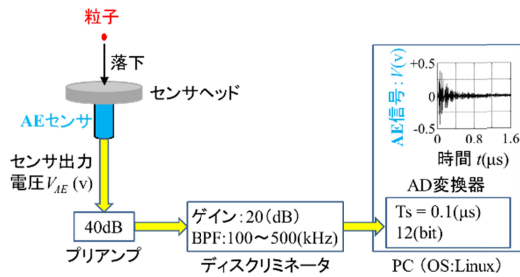 粒子
落下
センサヘッド
AEセンサ
センサ出力
電圧VAE (v)
40dB
プリアンプ
ゲイン:20(dB)
BPF:100～500(kHz)
ディスクリミネータ
AE信号:V(v)
+0.5
0
-0.5
0 0.8 1.6
時間 t(μs)
AD変換器
Ts = 0.1(μs)
12(bit)
PC (OS:Linux)